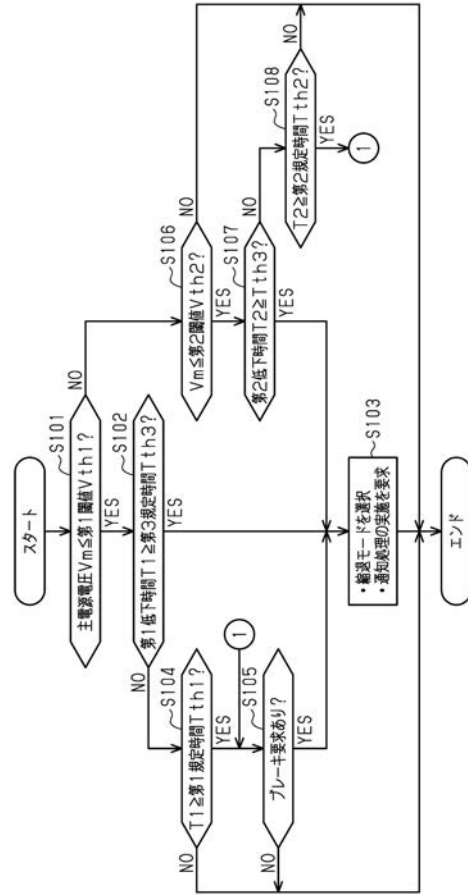 スタート
S101
主電源電圧Vm≦第1閾値Vth1?
NO
YES
S102
第1低下時間T1≧第3規定時間Tth3?
NO
YES
S104
T1≧第1規定時間Tth1?
NO
YES
1
S105
ブレーキ要求あり?
NO
YES
S106
Vm≦第2閾値Vth2?
NO
YES
S107
第2低下時間T2≧Tth3?
NO
YES
S108
T2≧第2規定時間Tth2?
NO
YES
1
S103
・縮退モードを選択
・通知処理の実施を要求
エンド